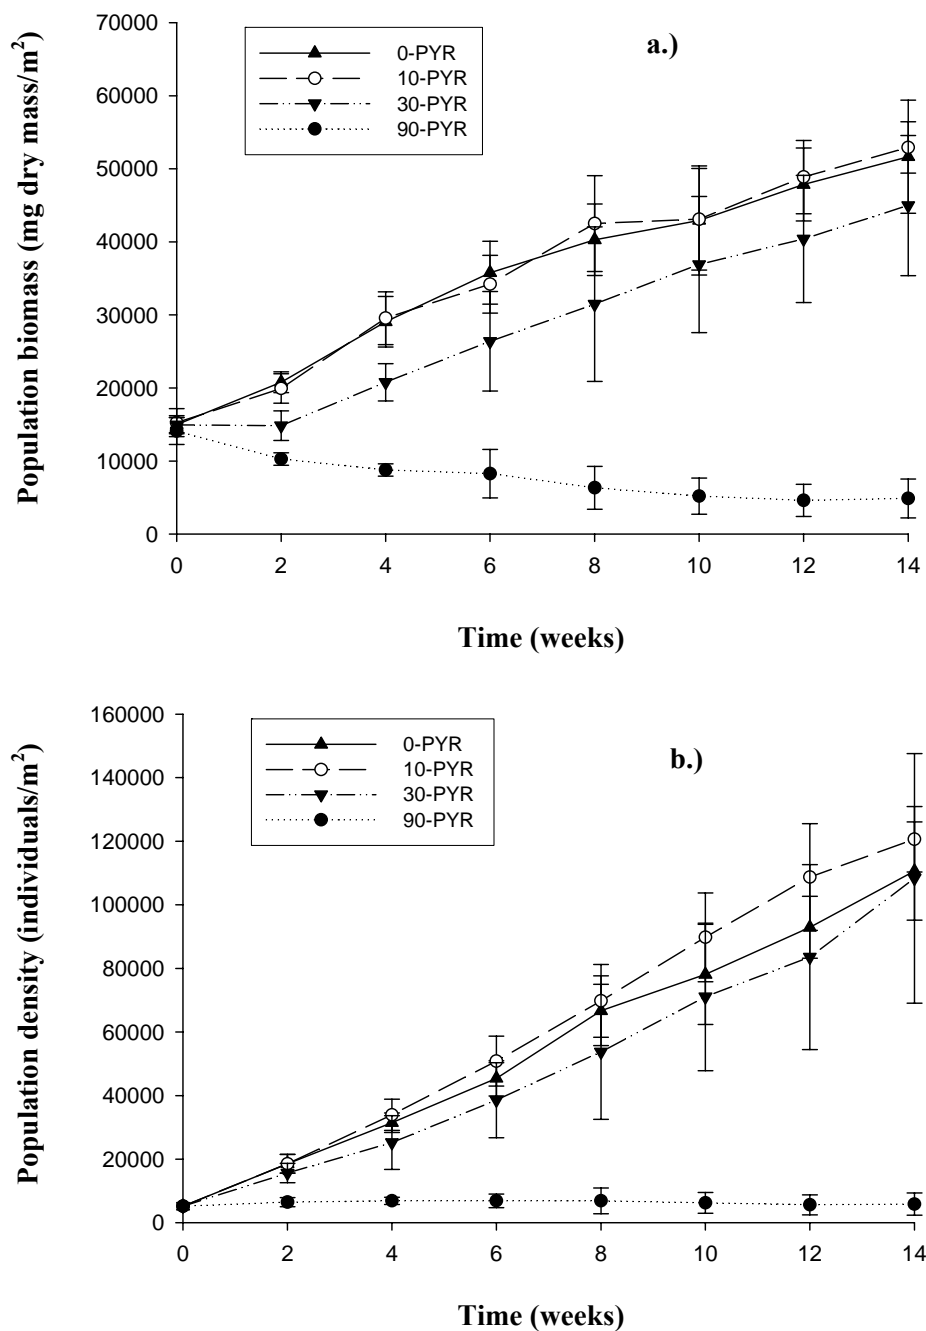 70000
a.)
0-PYR
10-PYR
30-PYR
90-PYR
60000
50000
40000
30000
20000
10000
0
Population biomass (mg dry mass/m²)
0 2 4 6 8 10 12 14
Time (weeks)
160000
b.)
0-PYR
10-PYR
30-PYR
90-PYR
140000
120000
100000
80000
60000
40000
20000
0
Population density (individuals/m²)
0 2 4 6 8 10 12 14
Time (weeks)